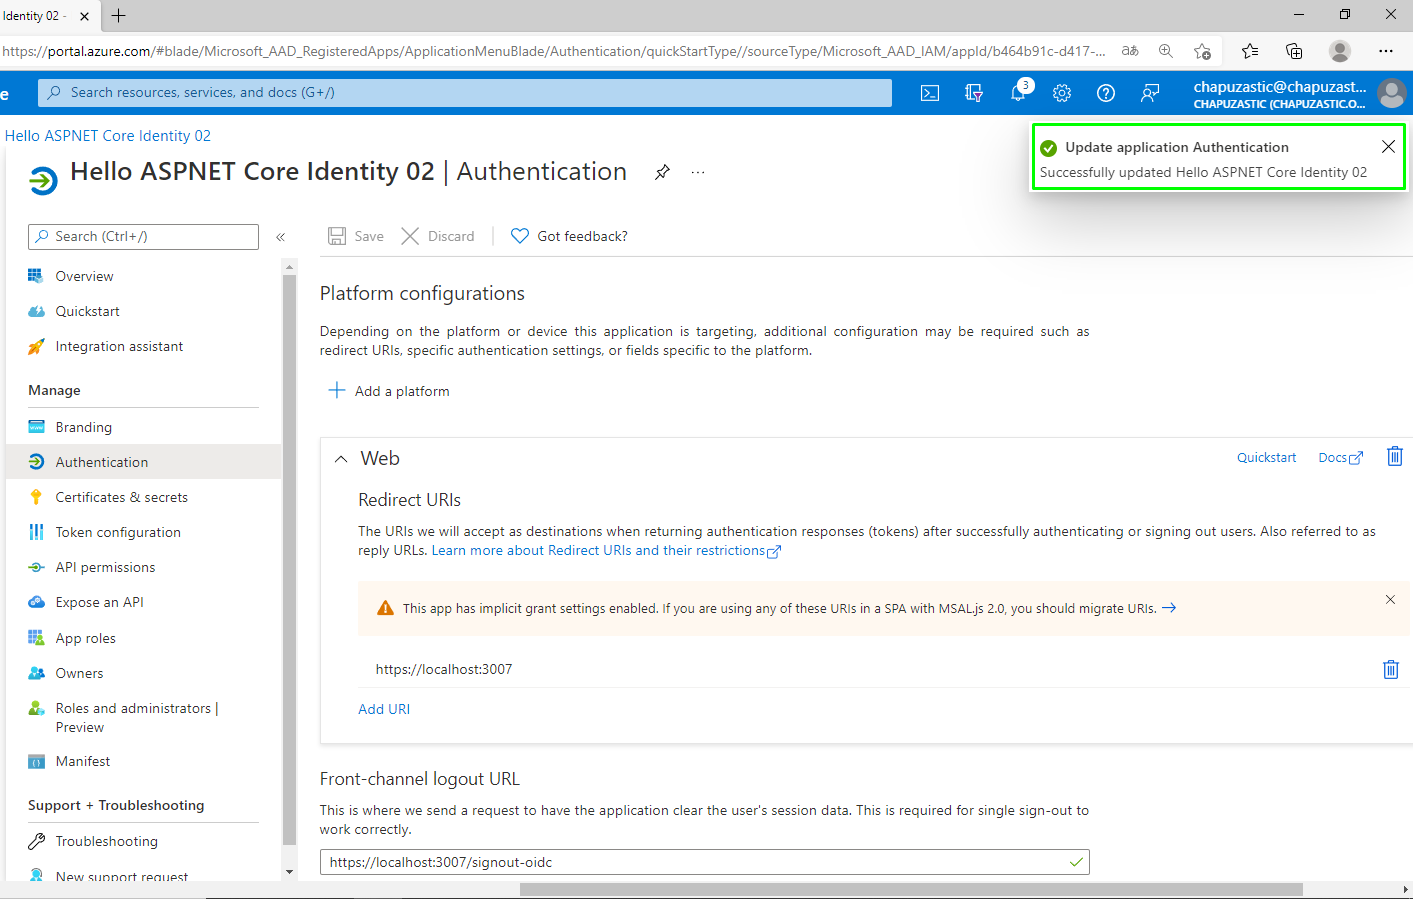 Identity 02 -
https://portal.azure.com/#blade/Microsoft_AAD_RegisteredApps/ApplicationMenuBlade/Authentication/quickStartType//sourceType/Microsoft_AAD_IAM/appId/b464b91c-d417-...
e
Search resources, services, and docs (G+/)
3
chapuzastic@chapuzast...
CHAPUZASTIC (CHAPUZASTIC.O...
Hello ASPNET Core Identity 02
Hello ASPNET Core Identity 02 | Authentication
Update application Authentication
Successfully updated Hello ASPNET Core Identity 02
Search (Ctrl+/)
Save
Discard
Got feedback?
Overview
Quickstart
Integration assistant
Manage
Branding
Authentication
Certificates & secrets
Token configuration
API permissions
Expose an API
App roles
Owners
Roles and administrators |
Preview
Manifest
Support + Troubleshooting
Troubleshooting
New support request
Platform configurations
Depending on the platform or device this application is targeting, additional configuration may be required such as
redirect URIs, specific authentication settings, or fields specific to the platform.
Add a platform
Web
Quickstart
Docs
Redirect URIs
The URIs we will accept as destinations when returning authentication responses (tokens) after successfully authenticating or signing out users. Also referred to as
reply URLs. Learn more about Redirect URIs and their restrictions
This app has implicit grant settings enabled. If you are using any of these URIs in a SPA with MSAL.js 2.0, you should migrate URIs.
https://localhost:3007
Add URI
Front-channel logout URL
This is where we send a request to have the application clear the user's session data. This is required for single sign-out to
work correctly.
https://localhost:3007/signout-oidc